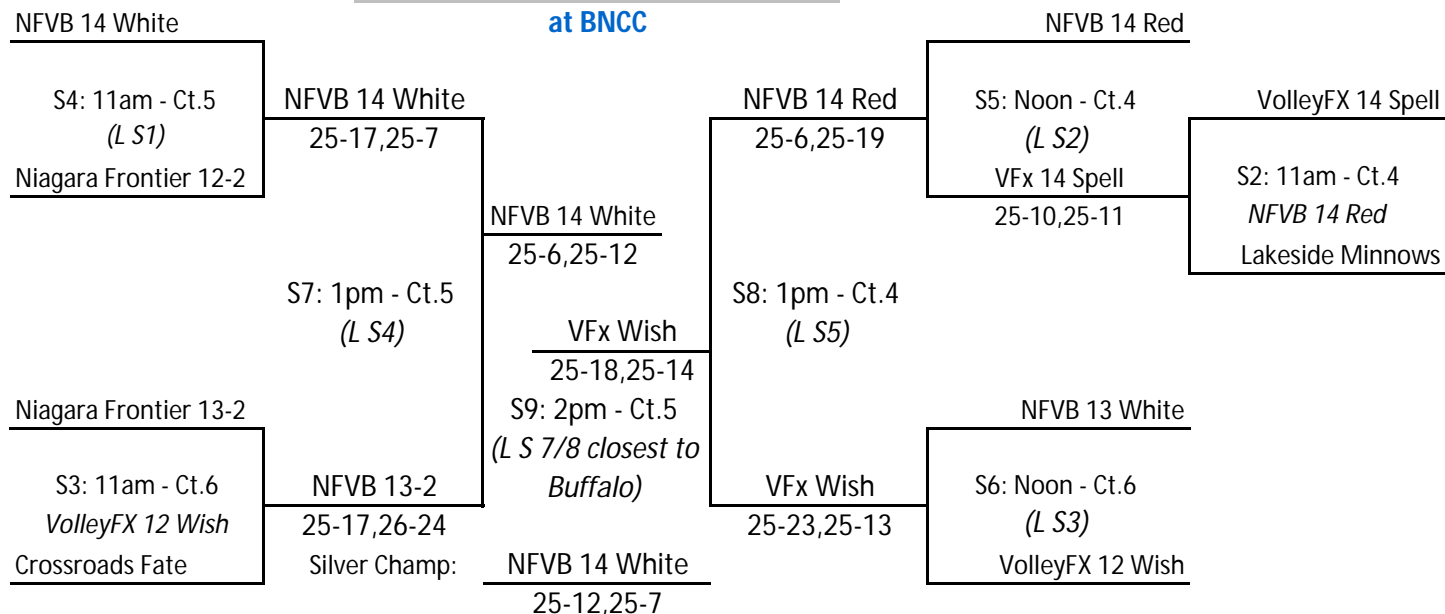 at BNCC
NFVB 14 White
NFVB 14 Red
S4: 11am - Ct.5
(L S1)
NFVB 14 White
25-17,25-7
NFVB 14 Red
25-6,25-19
S5: Noon - Ct.4
(L S2)
VolleyFX 14 Spell
Niagara Frontier 12-2
VFx 14 Spell
25-10,25-11
S2: 11am - Ct.4
NFVB 14 Red
Lakeside Minnows
NFVB 14 White
25-6,25-12
S7: 1pm - Ct.5
(L S4)
S8: 1pm - Ct.4
(L S5)
VFx Wish
25-18,25-14
S9: 2pm - Ct.5
(L S 7/8 closest to
Buffalo)
Niagara Frontier 13-2
NFVB 13 White
S3: 11am - Ct.6
VolleyFX 12 Wish
NFVB 13-2
25-17,26-24
VFx Wish
25-23,25-13
S6: Noon - Ct.6
(L S3)
Crossroads Fate
VolleyFX 12 Wish
Silver Champ:
NFVB 14 White
25-12,25-7